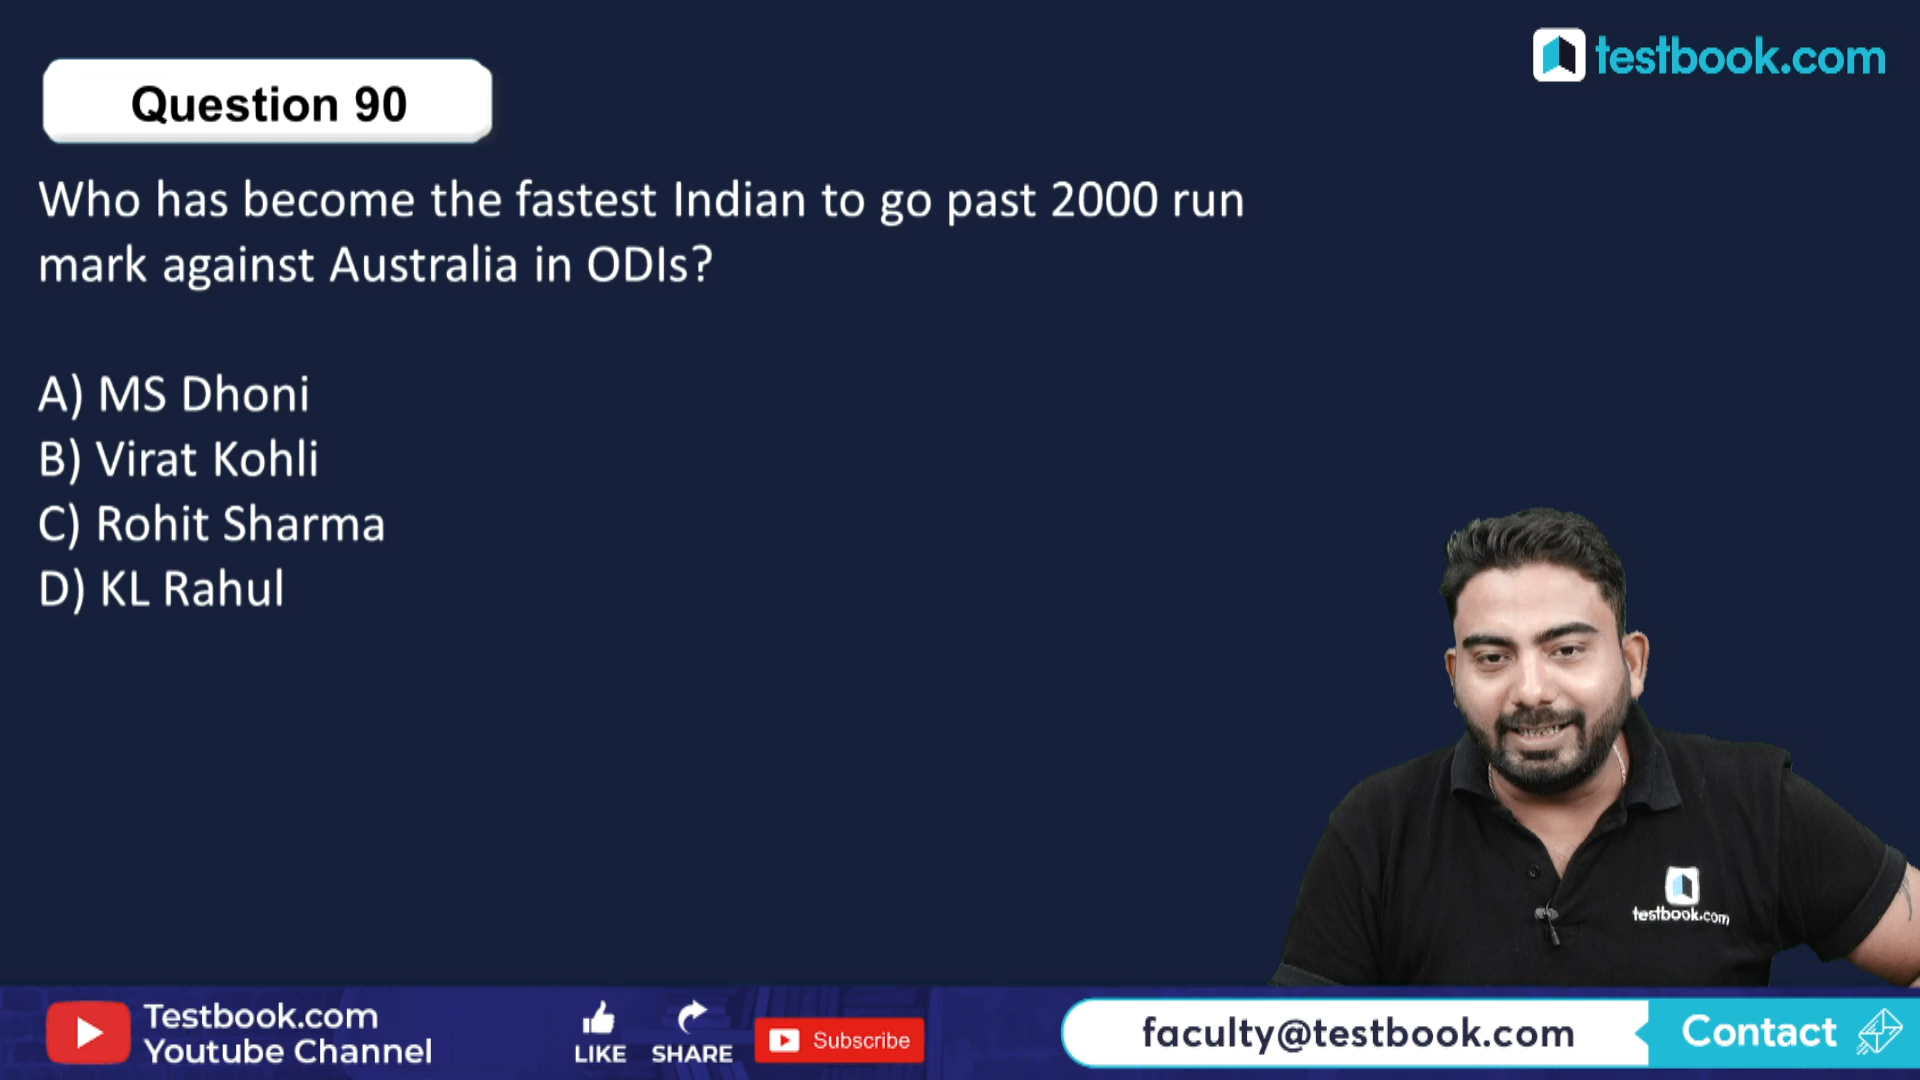 testbook.com
Question 90
Who has become the fastest Indian to go past 2000 run
mark against Australia in ODIs?
A) MS Dhoni
B) Virat Kohli
C) Rohit Sharma
D) KL Rahul
testbook.com
Testbook.com
Youtube Channel
LIKE
SHARE
Subscribe
faculty@testbook.com
Contact